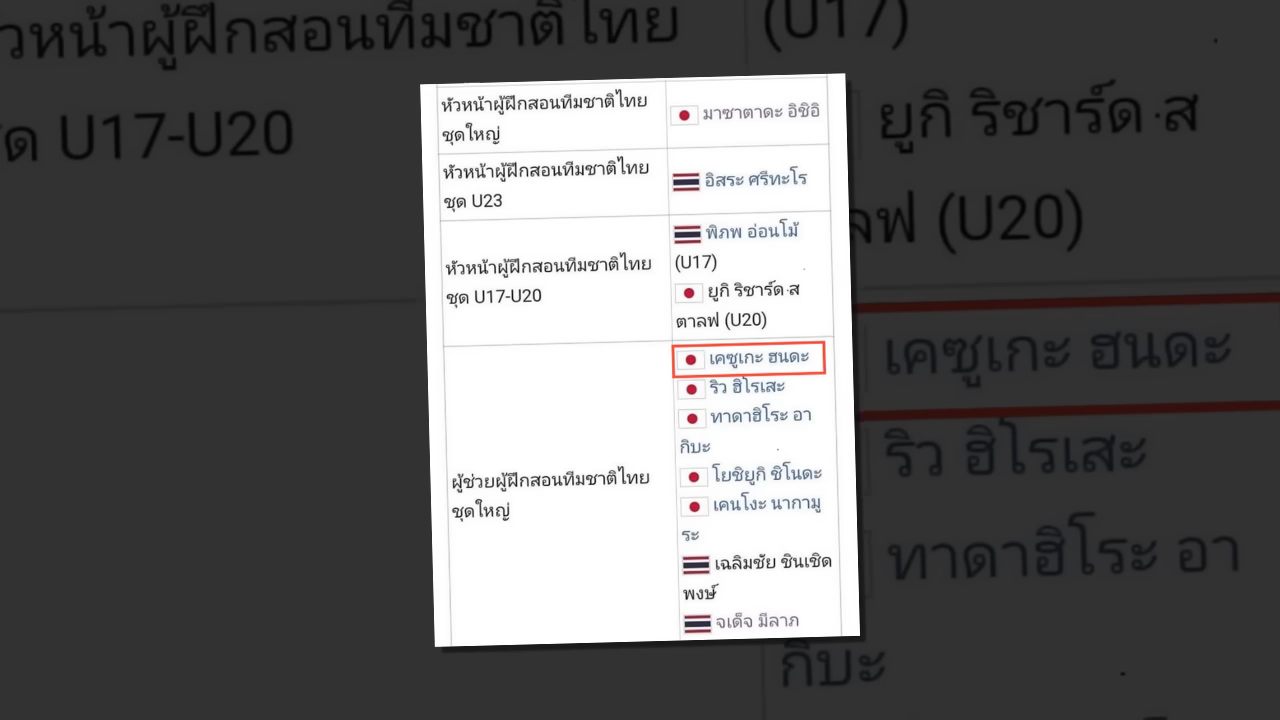 หัวหน้าผู้ฝึกสอนทีมชาติไทย
ชุดใหญ่
มาซาตาดะ อิชิอิ
หัวหน้าผู้ฝึกสอนทีมชาติไทย
ชุด U23
อิสระ ศรีทะโร
หัวหน้าผู้ฝึกสอนทีมชาติไทย
ชุด U17-U20
พิภพ อ่อนโม้
(U17)
ยูกิ ริชาร์ด ส
ตาลฟ (U20)
ผู้ช่วยผู้ฝึกสอนทีมชาติไทย
ชุดใหญ่
เคซูเกะ ฮนดะ
ริว ฮิโรเสะ
ทาดาฮิโระ อา
กิบะ
โยชิยูกิ ชิโนดะ
เคนโงะ นากามู
ระ
เฉลิมชัย ชินเชิด
พงษ์
จเด็จ มีลาภ
วหน้าผู้ฝึกสอนทีมชาติไทย
ด U17-U20
(U17)
ยูกิ ริชาร์ด ส
าลฟ (U20)
เคซูเกะ ฮนดะ
ริว ฮิโรเสะ
ทาดาฮิโระ อา
กิบะ